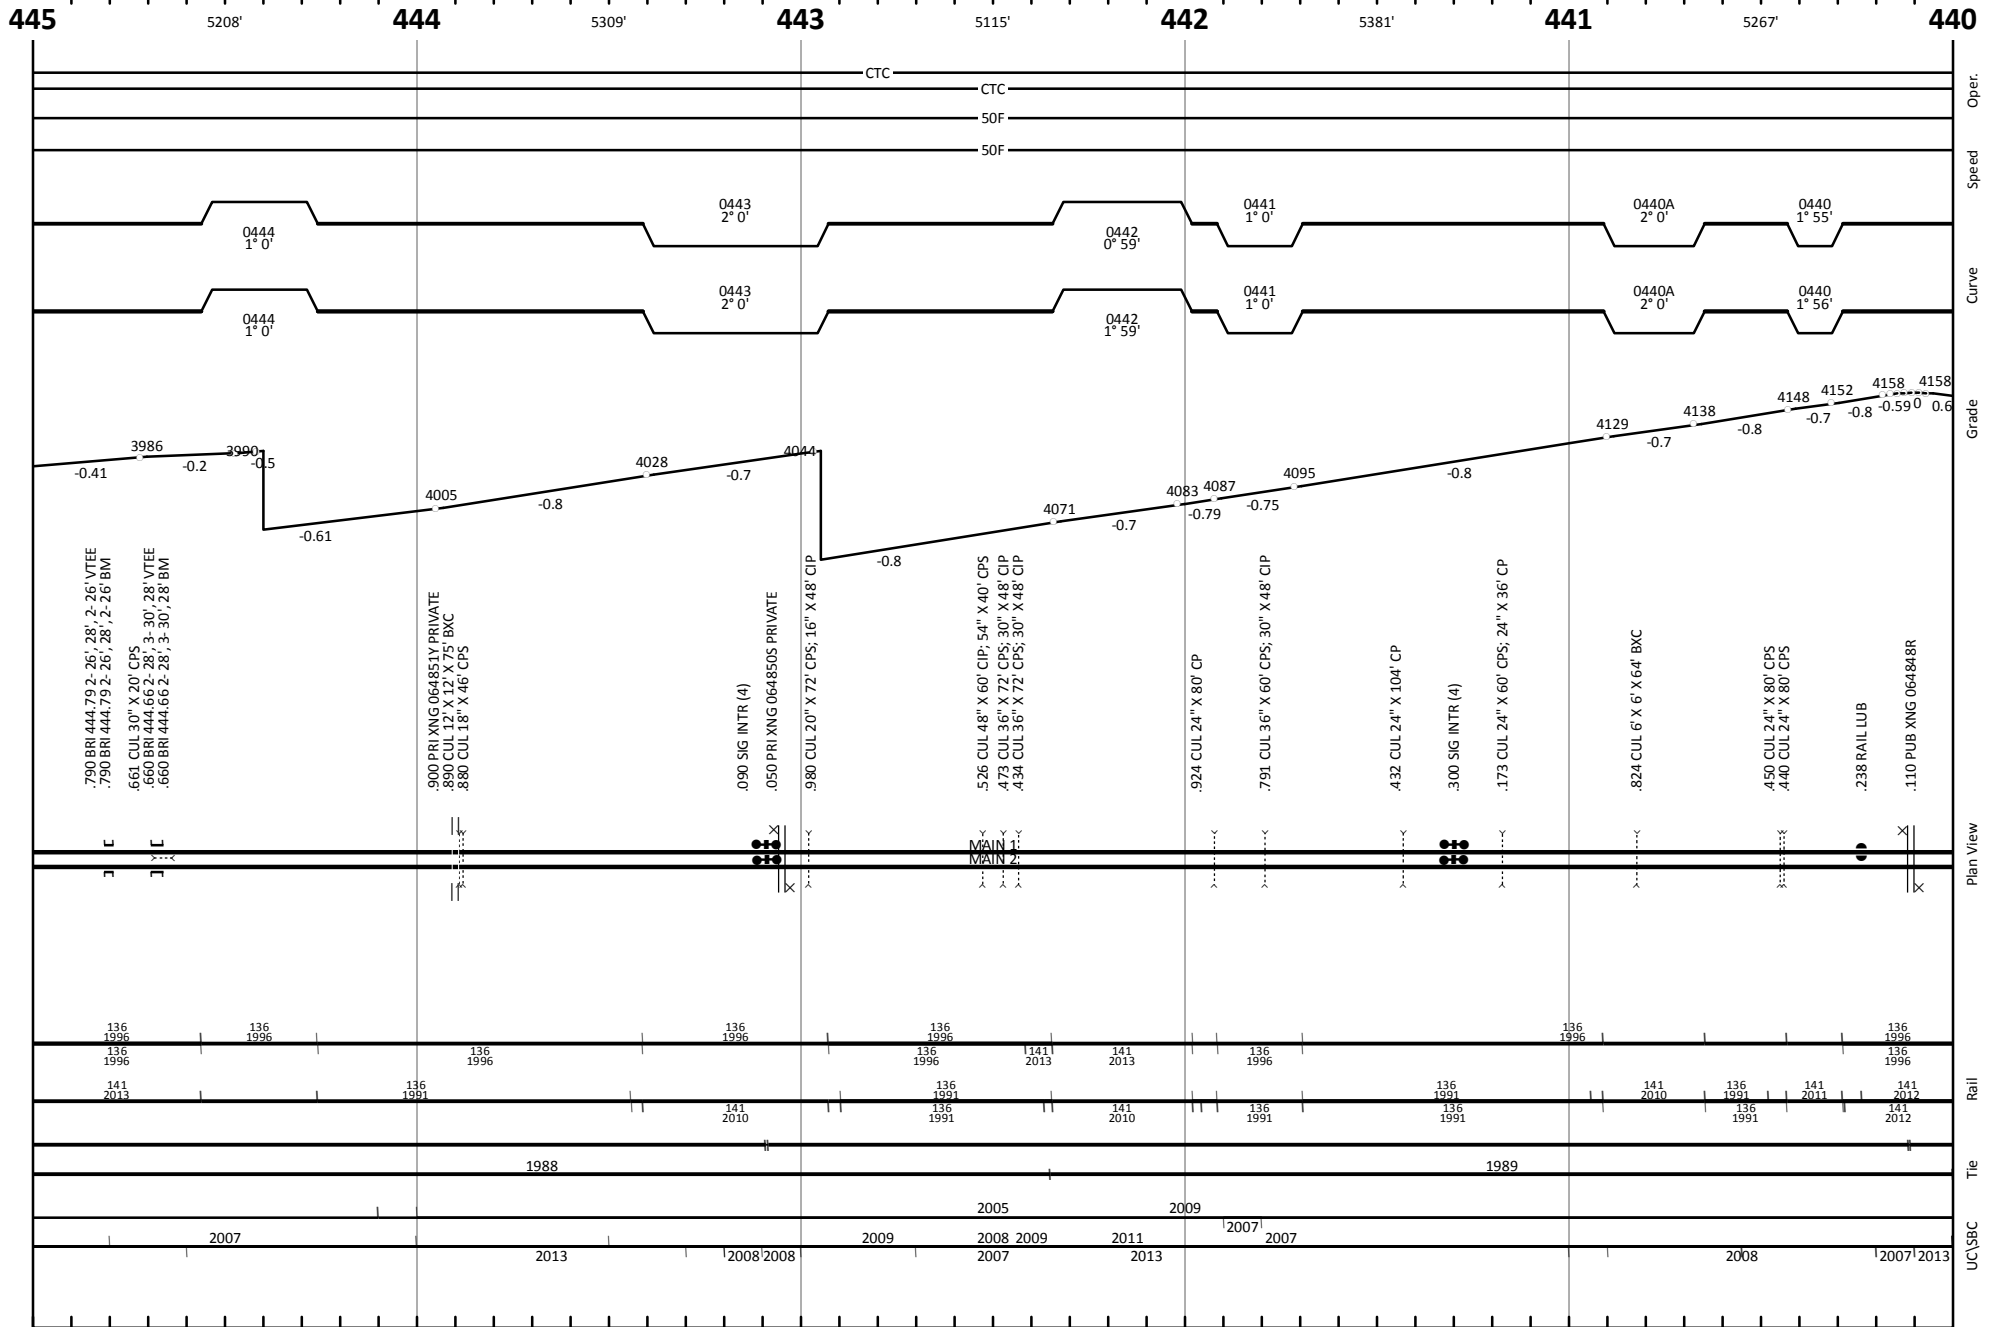 445 5208' 444 5309' 443 5115' 442 5381' 441 5267' 440
CTC
CTC
Oper.
50F
50F
Speed
0444
1° 0'
0443
2° 0'
0442
0° 59'
0441
1° 0'
0440A
2° 0'
0440
1° 55'
0444
1° 0'
0443
2° 0'
0442
1° 59'
0441
1° 0'
0440A
2° 0'
0440
1° 56'
Curve
3986 3990 4005 4028 4044 4071 4083 4087 4095 4129 4138 4148 4152 4158 4158
-0.41 -0.2 -0.5 -0.61 -0.8 -0.7 -0.8 -0.7 -0.79 -0.75 -0.8 -0.7 -0.8 -0.7 -0.8 -0.59 0 0.6
Grade
.790 BRI 444.79 2- 26', 28', 2- 26' VTEE
.790 BRI 444.79 2- 26', 28', 2- 26' BM
.661 CUL 30" X 20' CPS
.660 BRI 444.66 2- 28', 3- 30', 28' VTEE
.660 BRI 444.66 2- 28', 3- 30', 28' BM
.900 PRI XNG 064851Y PRIVATE
.890 CUL 12' X 12' X 75' BXC
.880 CUL 18" X 46' CPS
.090 SIG INTR (4)
.050 PRI XNG 064850S PRIVATE
.980 CUL 20" X 72' CPS; 16" X 48' CIP
.526 CUL 48" X 60' CIP; 54" X 40' CPS
.473 CUL 36" X 72' CPS; 30" X 48' CIP
.434 CUL 36" X 72' CPS; 30" X 48' CIP
.924 CUL 24" X 80' CP
.791 CUL 36" X 60' CPS; 30" X 48' CIP
.432 CUL 24" X 104' CP
.300 SIG INTR (4)
.173 CUL 24" X 60' CPS; 24" X 36' CP
.824 CUL 6' X 6' X 64' BXC
.450 CUL 24" X 80' CPS
.440 CUL 24" X 80' CPS
.238 RAIL LUB
.110 PUB XNG 064848R
MAIN 1
MAIN 2
Plan View
136 136 136 136 136 136
1996 1996 1996 1996 1996 1996
136 136 136 141 141 136 136
1996 1996 1996 2013 2013 1996 1996
141 136 136 136 141 136 141 141
2013 1991 1991 1991 2010 1991 2011 2012
141 136 141 136 136 136 141
2010 1991 2010 1991 1991 1991 2012
Rail
1988 1989
Tie
2005 2009
2007
2007 2009 2008 2009 2011 2007
2013 2008 2008 2007 2013 2008 2007 2013
UC\SBC